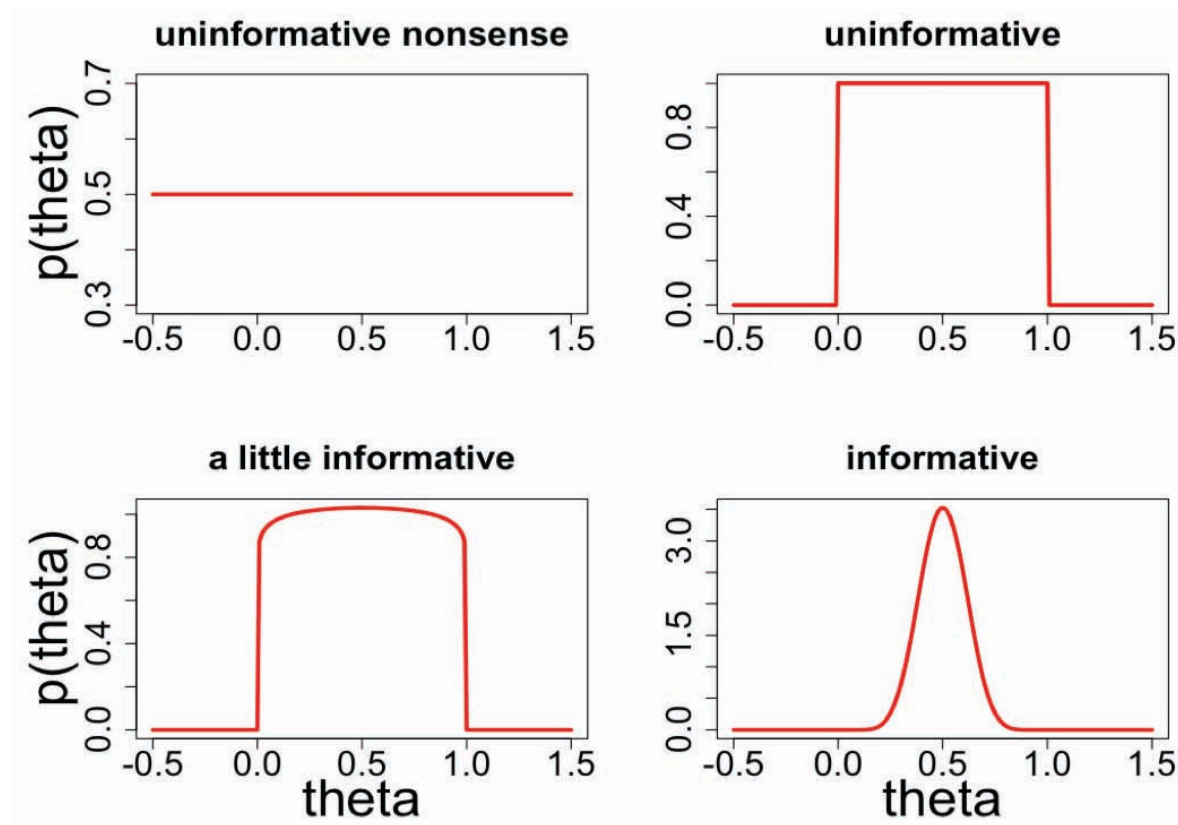 uninformative nonsense
p(theta)
0.3 0.5 0.7
-0.5 0.0 0.5 1.0 1.5
uninformative
0.0 0.4 0.8
-0.5 0.0 0.5 1.0 1.5
a little informative
p(theta)
0.0 0.4 0.8
-0.5 0.0 0.5 1.0 1.5
theta
informative
0.0 1.5 3.0
-0.5 0.0 0.5 1.0 1.5
theta